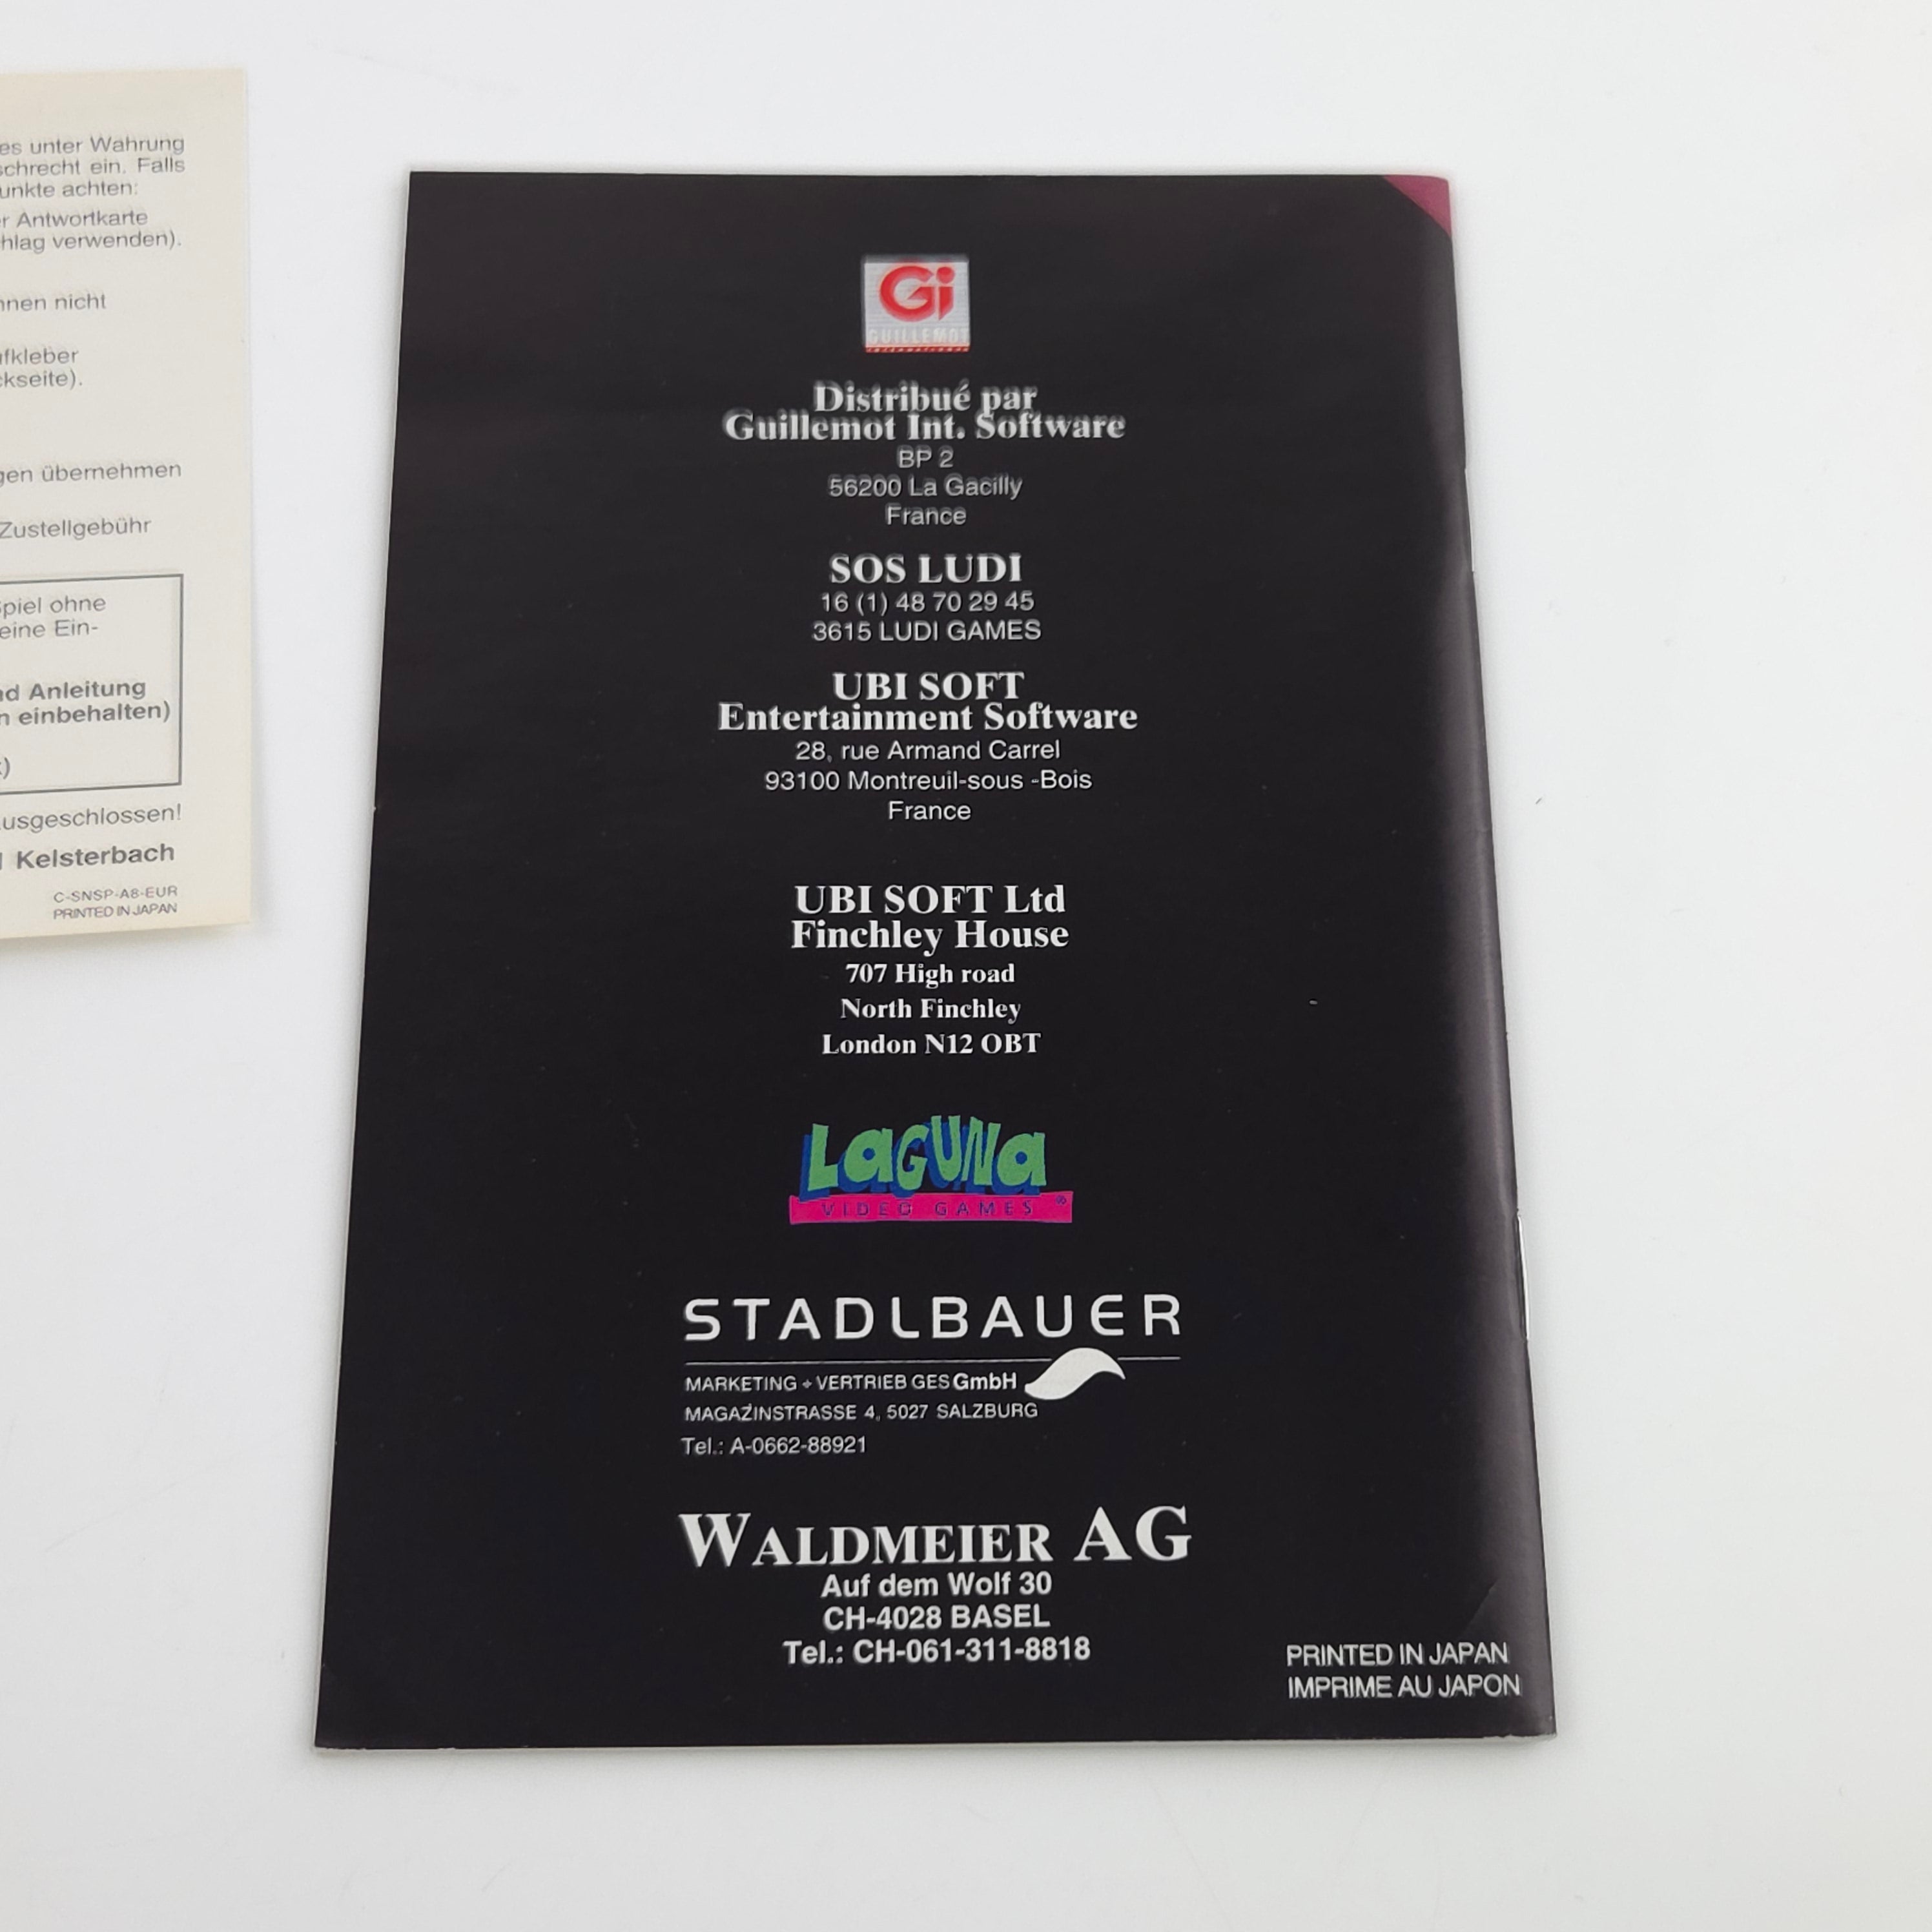 es unter Wahrung
schrecht ein. Falls
unkte achten:
r Antwortkarte
hlag verwenden).
nnen nicht
fkleber
kseite).
gen übernehmen
Zustellgebühr
Spiel ohne
eine Ein-
nd Anleitung
n einbehalten)
)
usgeschlossen!
Kelsterbach
C-SNSP-A8-EUR
PRINTED IN JAPAN
Gi
GUILLEMOT
INTERNATIONAL
Distribué par
Guillemot Int. Software
BP 2
56200 La Gacilly
France
SOS LUDI
16 (1) 48 70 29 45
3615 LUDI GAMES
UBI SOFT
Entertainment Software
28, rue Armand Carrel
93100 Montreuil-sous -Bois
France
UBI SOFT Ltd
Finchley House
707 High road
North Finchley
London N12 OBT
LaGUNa
VIDEO GAMES ®
STADLBAUER
MARKETING + VERTRIEB GES GmbH
MAGAZINSTRASSE 4, 5027 SALZBURG
Tel.: A-0662-88921
WALDMEIER AG
Auf dem Wolf 30
CH-4028 BASEL
Tel.: CH-061-311-8818
PRINTED IN JAPAN
IMPRIME AU JAPON